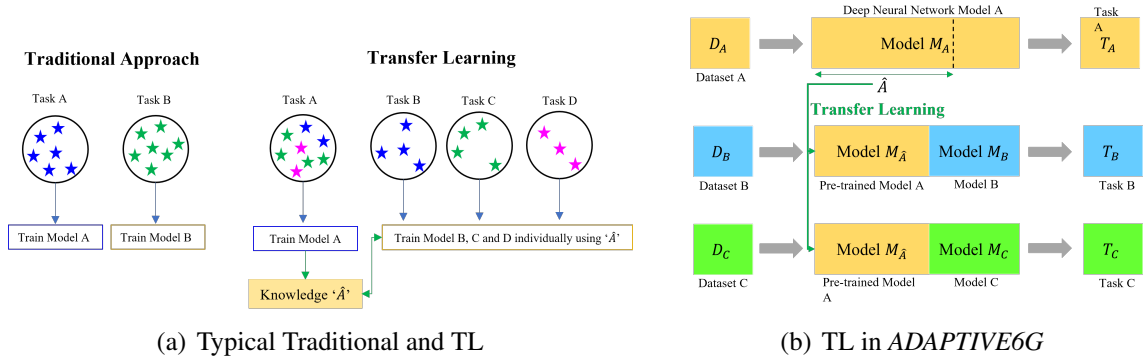 Traditional Approach
Transfer Learning
Task A
Task B
Task A
Task B
Task C
Task D
Train Model A
Train Model B
Train Model A
Train Model B, C and D individually using ‘Â’
Knowledge ‘Â’
(a) Typical Traditional and TL
Deep Neural Network Model A
Task
A
D_A
Model M_A
T_A
Dataset A
Â
Transfer Learning
D_B
Model M_Â
Model M_B
T_B
Dataset B
Pre-trained Model A
Model B
Task B
D_C
Model M_Â
Model M_C
T_C
Dataset C
Pre-trained Model
A
Model C
Task C
(b) TL in ADAPTIVE6G